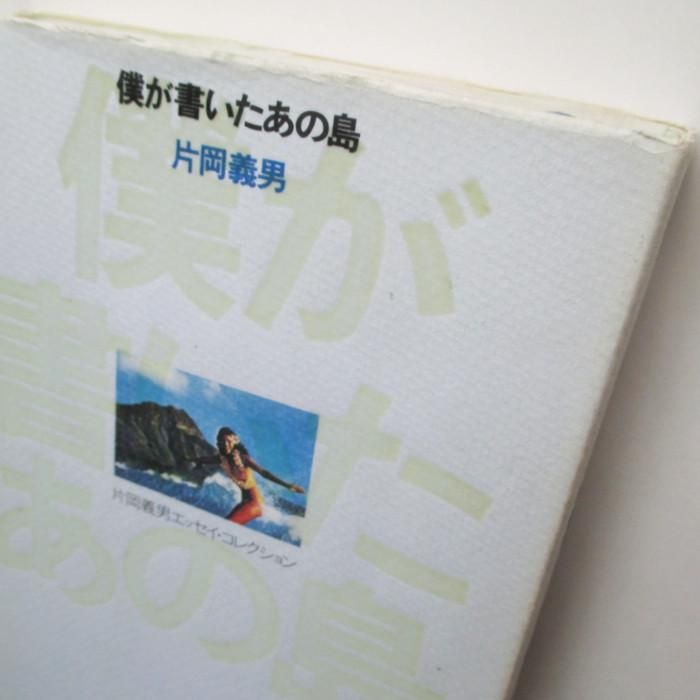 僕が書いたあの島
片岡義男
僕が
書いた
あの島
片岡義男エッセイ・コレクション